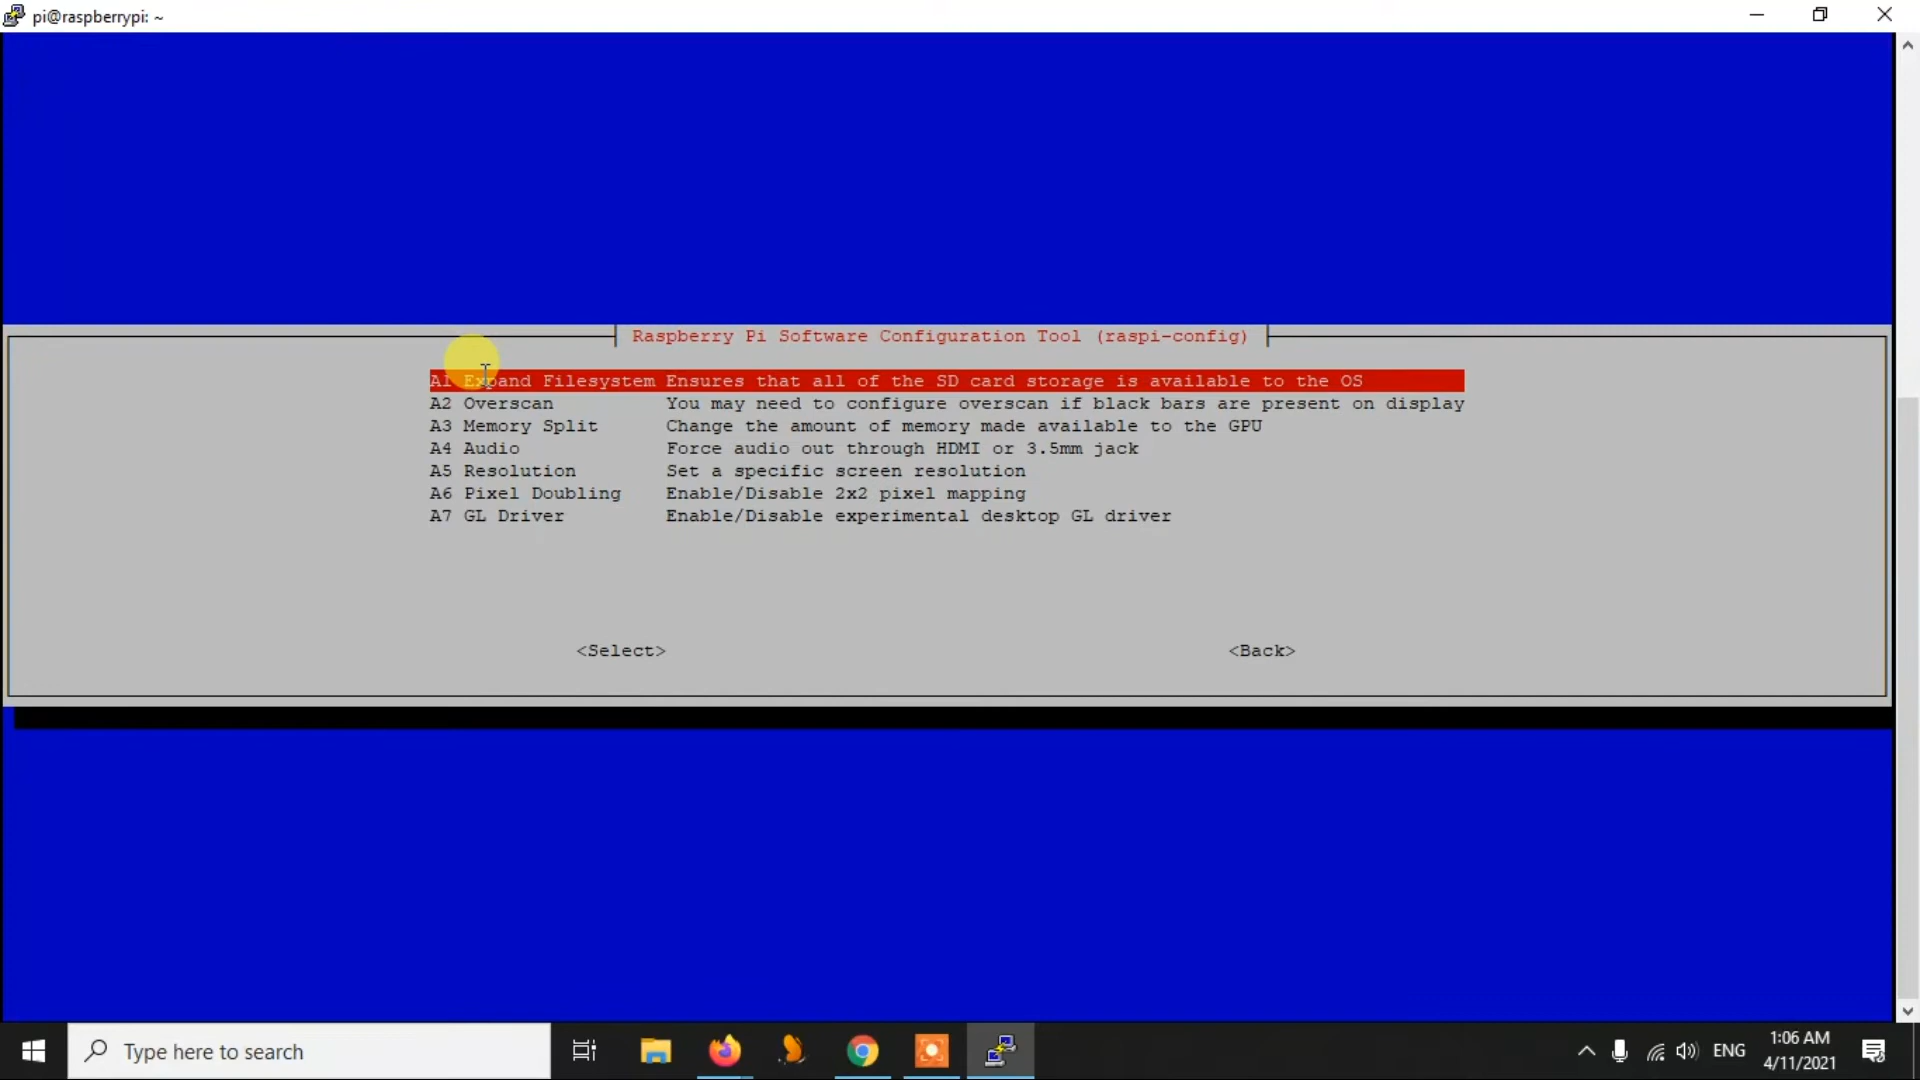 pi@raspberrypi: ~
Raspberry Pi Software Configuration Tool (raspi-config)
A1 Expand Filesystem Ensures that all of the SD card storage is available to the OS
A2 Overscan You may need to configure overscan if black bars are present on display
A3 Memory Split Change the amount of memory made available to the GPU
A4 Audio Force audio out through HDMI or 3.5mm jack
A5 Resolution Set a specific screen resolution
A6 Pixel Doubling Enable/Disable 2x2 pixel mapping
A7 GL Driver Enable/Disable experimental desktop GL driver
<Select> <Back>
Type here to search
ENG
1:06 AM
4/11/2021